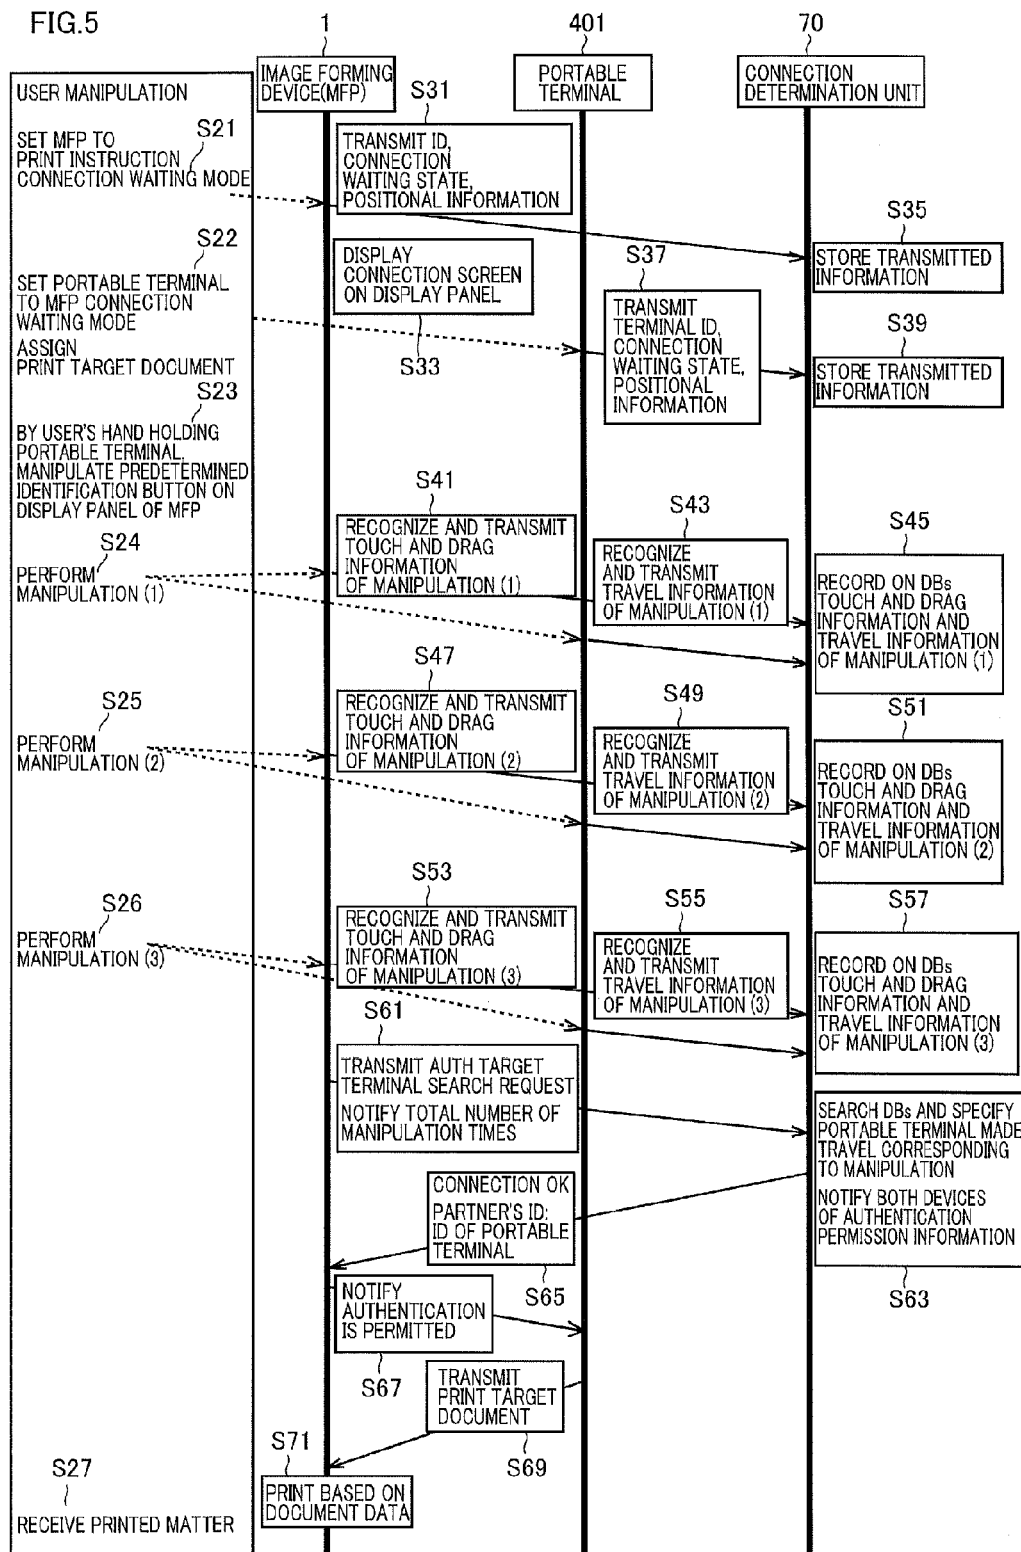 FIG.5
1
401
70
USER MANIPULATION
IMAGE FORMING
DEVICE(MFP)
PORTABLE
TERMINAL
CONNECTION
DETERMINATION UNIT
S21
SET MFP TO
PRINT INSTRUCTION
CONNECTION WAITING MODE
S31
TRANSMIT ID,
CONNECTION
WAITING STATE,
POSITIONAL INFORMATION
S35
STORE TRANSMITTED
INFORMATION
S22
SET PORTABLE TERMINAL
TO MFP CONNECTION
WAITING MODE
ASSIGN
PRINT TARGET DOCUMENT
DISPLAY
CONNECTION SCREEN
ON DISPLAY PANEL
S33
S37
TRANSMIT
TERMINAL ID,
CONNECTION
WAITING STATE,
POSITIONAL
INFORMATION
S39
STORE TRANSMITTED
INFORMATION
S23
BY USER'S HAND HOLDING
PORTABLE TERMINAL,
MANIPULATE PREDETERMINED
IDENTIFICATION BUTTON ON
DISPLAY PANEL OF MFP
S24
PERFORM
MANIPULATION (1)
S41
RECOGNIZE AND TRANSMIT
TOUCH AND DRAG
INFORMATION
OF MANIPULATION (1)
S43
RECOGNIZE
AND TRANSMIT
TRAVEL INFORMATION
OF MANIPULATION (1)
S45
RECORD ON DBs
TOUCH AND DRAG
INFORMATION AND
TRAVEL INFORMATION
OF MANIPULATION (1)
S25
PERFORM
MANIPULATION (2)
S47
RECOGNIZE AND TRANSMIT
TOUCH AND DRAG
INFORMATION
OF MANIPULATION (2)
S49
RECOGNIZE
AND TRANSMIT
TRAVEL INFORMATION
OF MANIPULATION (2)
S51
RECORD ON DBs
TOUCH AND DRAG
INFORMATION AND
TRAVEL INFORMATION
OF MANIPULATION (2)
S26
PERFORM
MANIPULATION (3)
S53
RECOGNIZE AND TRANSMIT
TOUCH AND DRAG
INFORMATION
OF MANIPULATION (3)
S55
RECOGNIZE
AND TRANSMIT
TRAVEL INFORMATION
OF MANIPULATION (3)
S57
RECORD ON DBs
TOUCH AND DRAG
INFORMATION AND
TRAVEL INFORMATION
OF MANIPULATION (3)
S61
TRANSMIT AUTH TARGET
TERMINAL SEARCH REQUEST
NOTIFY TOTAL NUMBER OF
MANIPULATION TIMES
SEARCH DBs AND SPECIFY
PORTABLE TERMINAL MADE
TRAVEL CORRESPONDING
TO MANIPULATION
NOTIFY BOTH DEVICES
OF AUTHENTICATION
PERMISSION INFORMATION
S63
CONNECTION OK
PARTNER'S ID:
ID OF PORTABLE
TERMINAL
S65
NOTIFY
AUTHENTICATION
IS PERMITTED
S67
TRANSMIT
PRINT TARGET
DOCUMENT
S69
S71
PRINT BASED ON
DOCUMENT DATA
S27
RECEIVE PRINTED MATTER